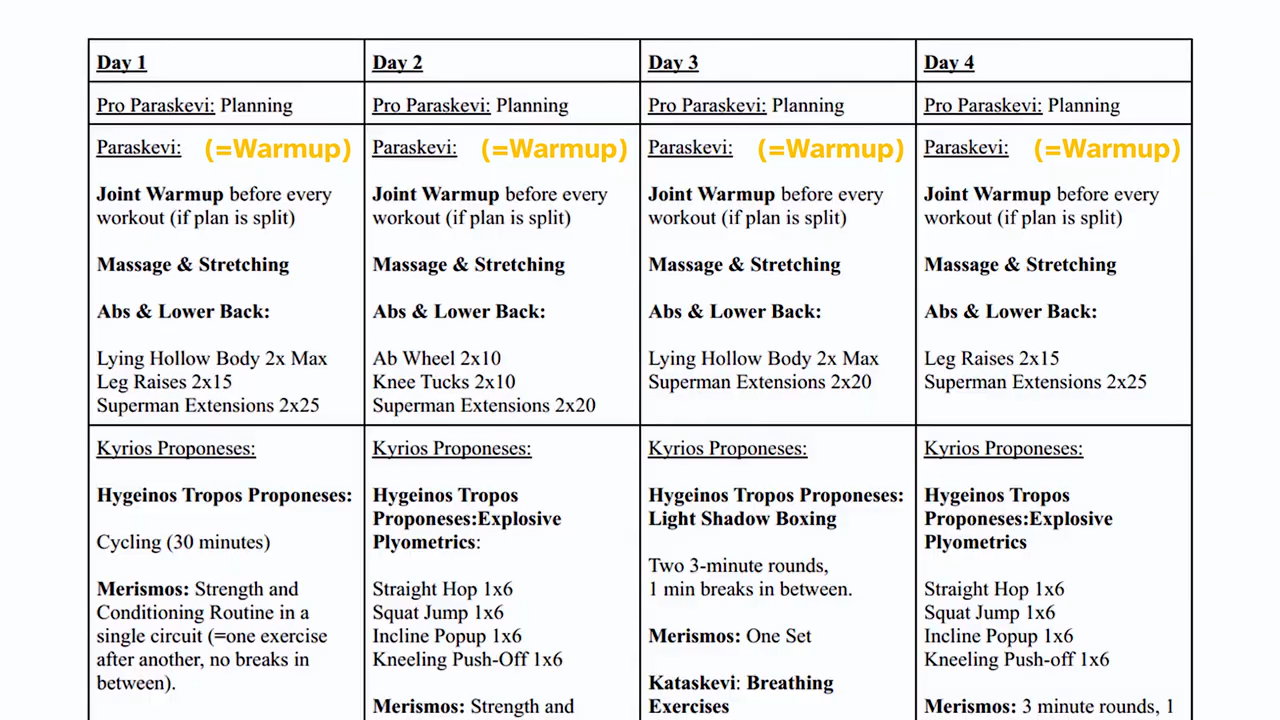 Day 1
Day 2
Day 3
Day 4
Pro Paraskevi: Planning
Pro Paraskevi: Planning
Pro Paraskevi: Planning
Pro Paraskevi: Planning
Paraskevi: (=Warmup)
Joint Warmup before every
workout (if plan is split)
Massage & Stretching
Abs & Lower Back:
Lying Hollow Body 2x Max
Leg Raises 2x15
Superman Extensions 2x25
Paraskevi: (=Warmup)
Joint Warmup before every
workout (if plan is split)
Massage & Stretching
Abs & Lower Back:
Ab Wheel 2x10
Knee Tucks 2x10
Superman Extensions 2x20
Paraskevi: (=Warmup)
Joint Warmup before every
workout (if plan is split)
Massage & Stretching
Abs & Lower Back:
Lying Hollow Body 2x Max
Superman Extensions 2x20
Paraskevi: (=Warmup)
Joint Warmup before every
workout (if plan is split)
Massage & Stretching
Abs & Lower Back:
Leg Raises 2x15
Superman Extensions 2x25
Kyrios Proponeses:
Hygeinos Tropos Proponeses:
Cycling (30 minutes)
Merismos: Strength and
Conditioning Routine in a
single circuit (=one exercise
after another, no breaks in
between).
Kyrios Proponeses:
Hygeinos Tropos
Proponeses:Explosive
Plyometrics:
Straight Hop 1x6
Squat Jump 1x6
Incline Popup 1x6
Kneeling Push-Off 1x6
Merismos: Strength and
Kyrios Proponeses:
Hygeinos Tropos Proponeses:
Light Shadow Boxing
Two 3-minute rounds,
1 min breaks in between.
Merismos: One Set
Kataskevi: Breathing
Exercises
Kyrios Proponeses:
Hygeinos Tropos
Proponeses:Explosive
Plyometrics
Straight Hop 1x6
Squat Jump 1x6
Incline Popup 1x6
Kneeling Push-off 1x6
Merismos: 3 minute rounds, 1